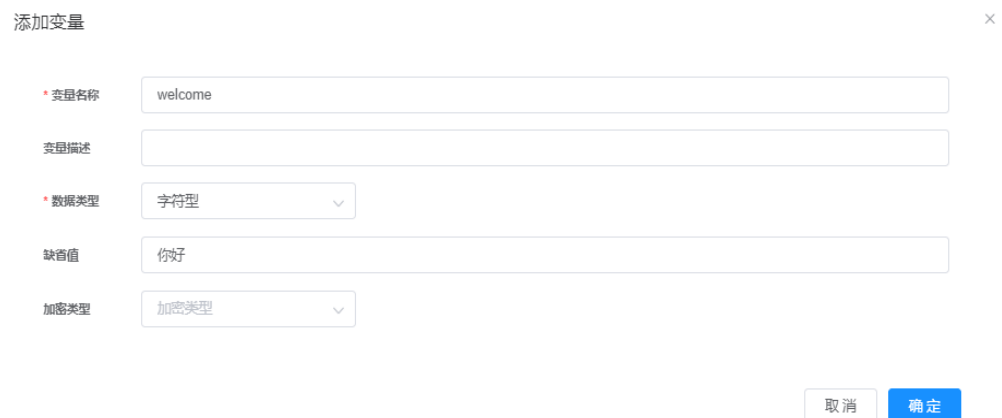 添加变量
* 变量名称 welcome
变量描述
* 数据类型 字符型
缺省值 你好
加密类型 加密类型
取消 确定